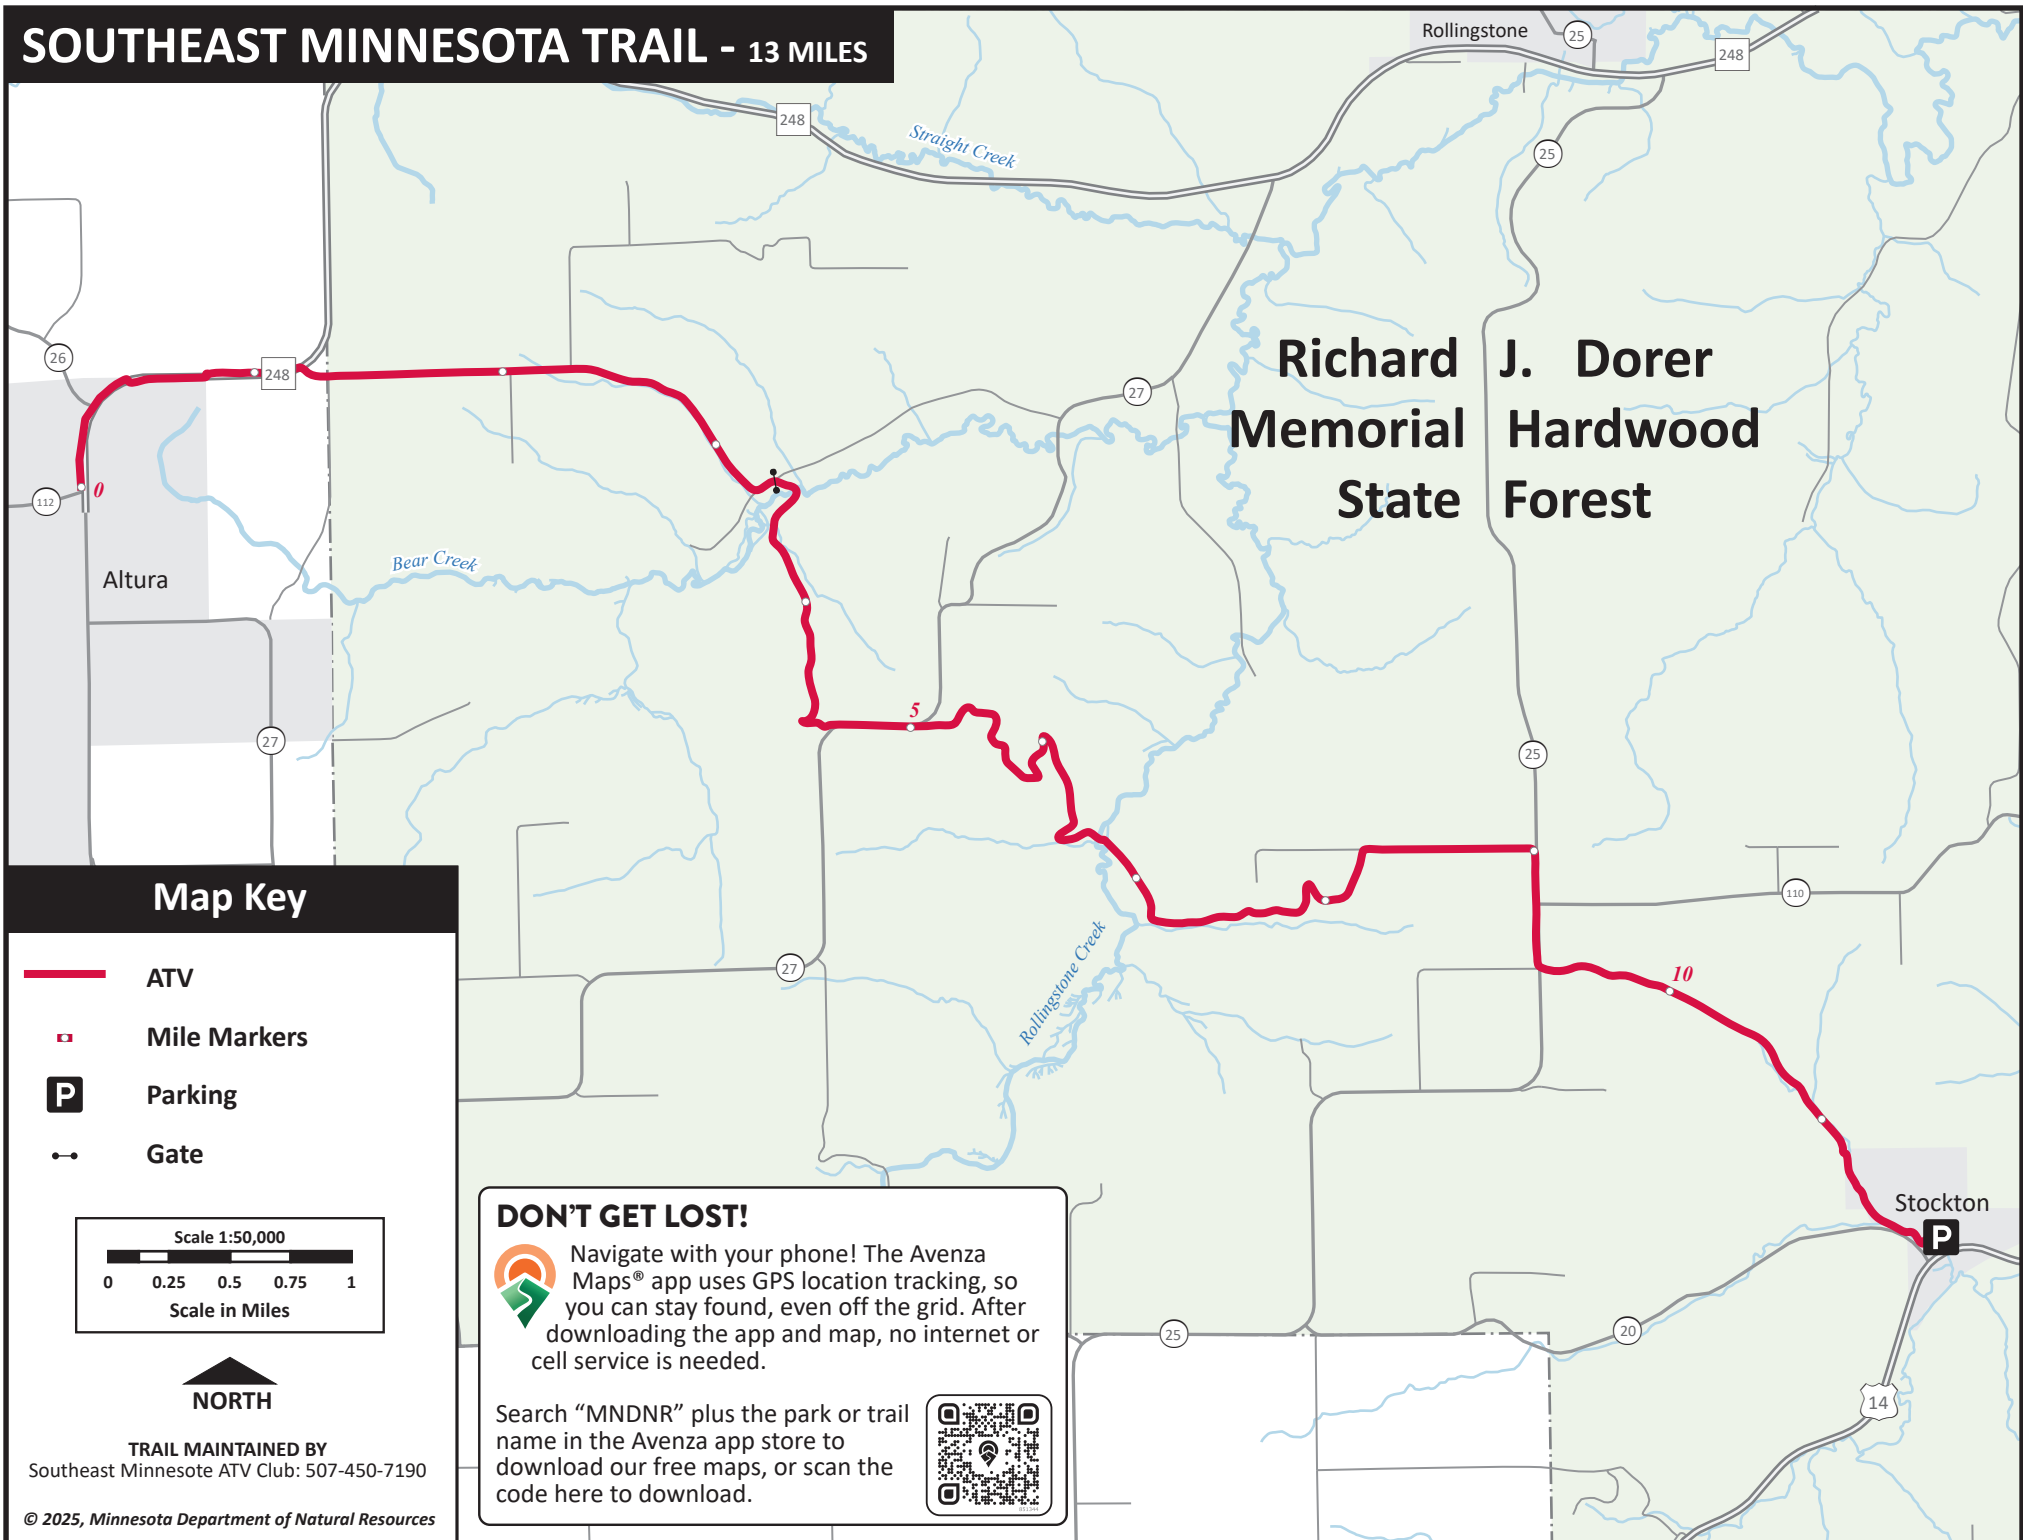 SOUTHEAST MINNESOTA TRAIL - 13 MILES
Rollingstone
25
248
248
Straight Creek
25
26
248
27
Richard J. Dorer
Memorial Hardwood
State Forest
0
112
Bear Creek
Altura
5
27
25
110
Rollingstone Creek
27
10
Stockton
P
25
20
14
Map Key
ATV
Mile Markers
P Parking
Gate
Scale 1:50,000
0 0.25 0.5 0.75 1
Scale in Miles
NORTH
TRAIL MAINTAINED BY
Southeast Minnesote ATV Club: 507-450-7190
© 2025, Minnesota Department of Natural Resources
DON'T GET LOST!
Navigate with your phone! The Avenza
Maps® app uses GPS location tracking, so
you can stay found, even off the grid. After
downloading the app and map, no internet or
cell service is needed.
Search “MNDNR” plus the park or trail
name in the Avenza app store to
download our free maps, or scan the
code here to download.